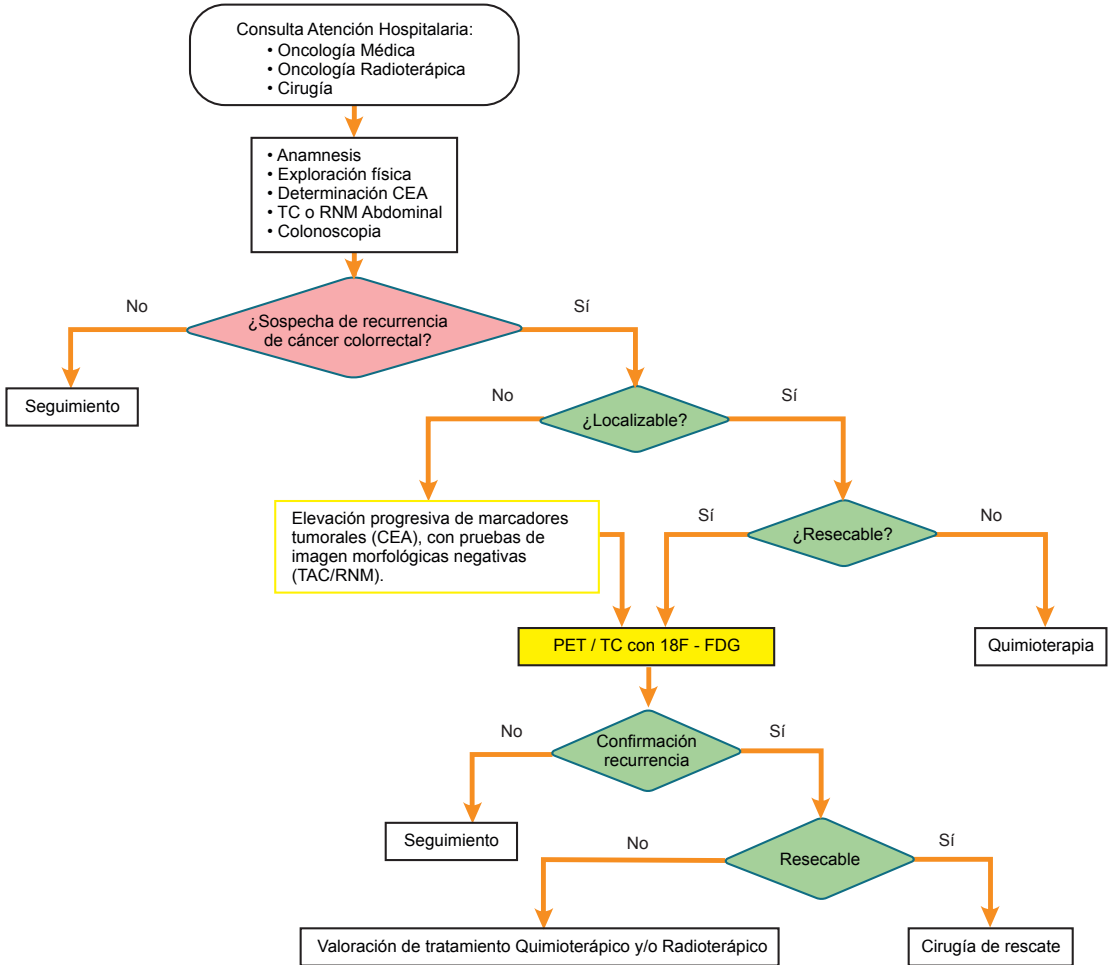 Consulta Atención Hospitalaria:
• Oncología Médica
• Oncología Radioterápica
• Cirugía
• Anamnesis
• Exploración física
• Determinación CEA
• TC o RNM Abdominal
• Colonoscopia
No
¿Sospecha de recurrencia
de cáncer colorrectal?
Sí
Seguimiento
No
¿Localizable?
Sí
Elevación progresiva de marcadores
tumorales (CEA), con pruebas de
imagen morfológicas negativas
(TAC/RNM).
Sí
¿Resecable?
No
PET / TC con 18F - FDG
Quimioterapia
No
Confirmación
recurrencia
Sí
Seguimiento
No
Resecable
Sí
Valoración de tratamiento Quimioterápico y/o Radioterápico
Cirugía de rescate